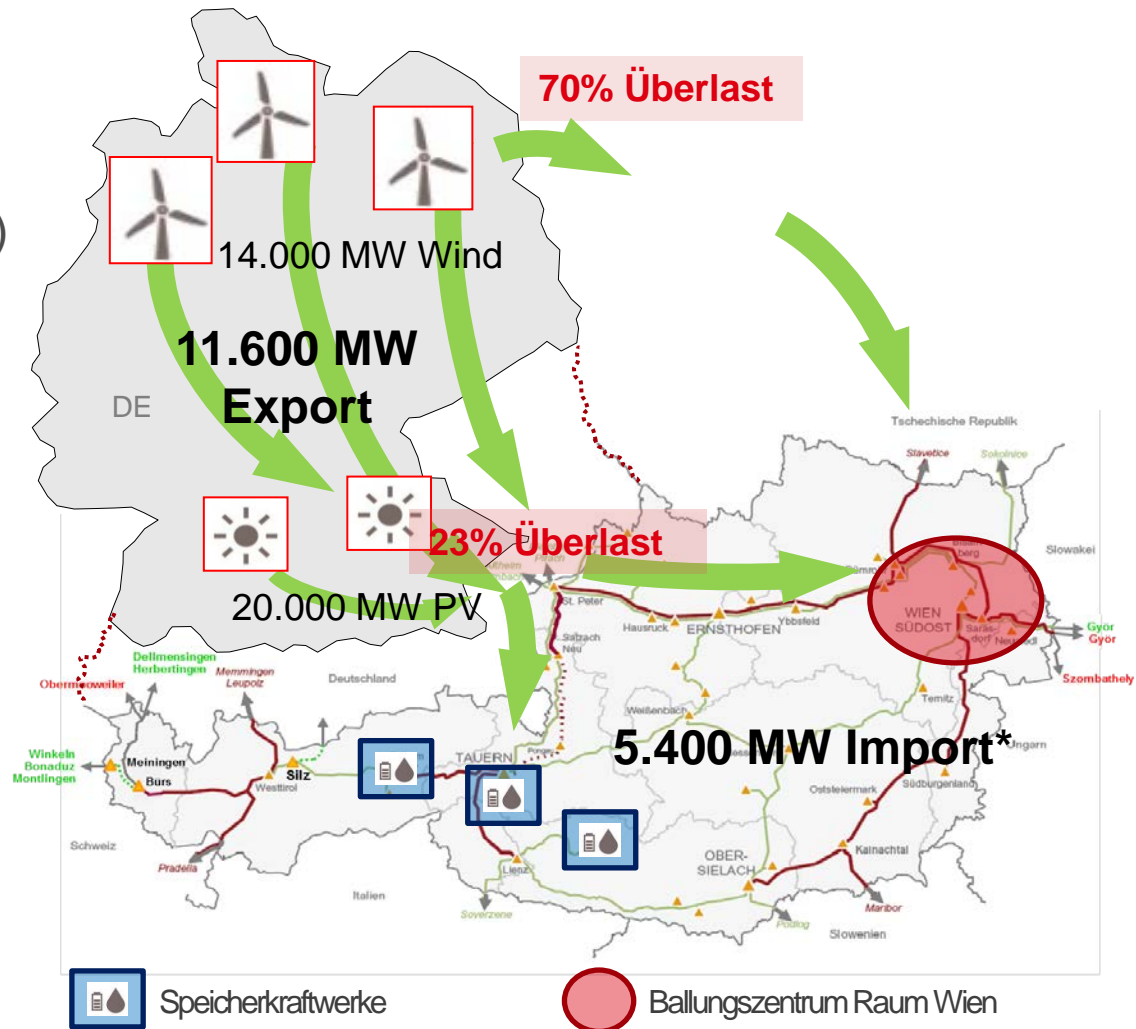 70% Überlast
)
14.000 MW Wind
11.600 MW
Export
DE
Tschechische Republik
Slavetice
Sokolnice
23% Überlast
Slowakei
20.000 MW PV
St. Peter
Hausruck
ERNSTHOFEN
Ybbsfeld
WIEN
SÜDOST
Győr
Győr
Szombathely
Salzach
Neu
Dellmensingen
Herbertingen
Memmingen
Leupolz
Deutschland
Weißenbach
Ternitz
Winkeln
Bonaduz
Montlingen
Meiningen
Bürs
Silz
Westtirol
TAUERN
5.400 MW Import*
Ungarn
Südburgenland
Oststeiermark
Schweiz
Pradella
Italien
Lienz
Soverzene
OBER-
SIELACH
Kainachtal
Maribor
Podlog
Slowenien
Speicherkraftwerke
Ballungszentrum Raum Wien